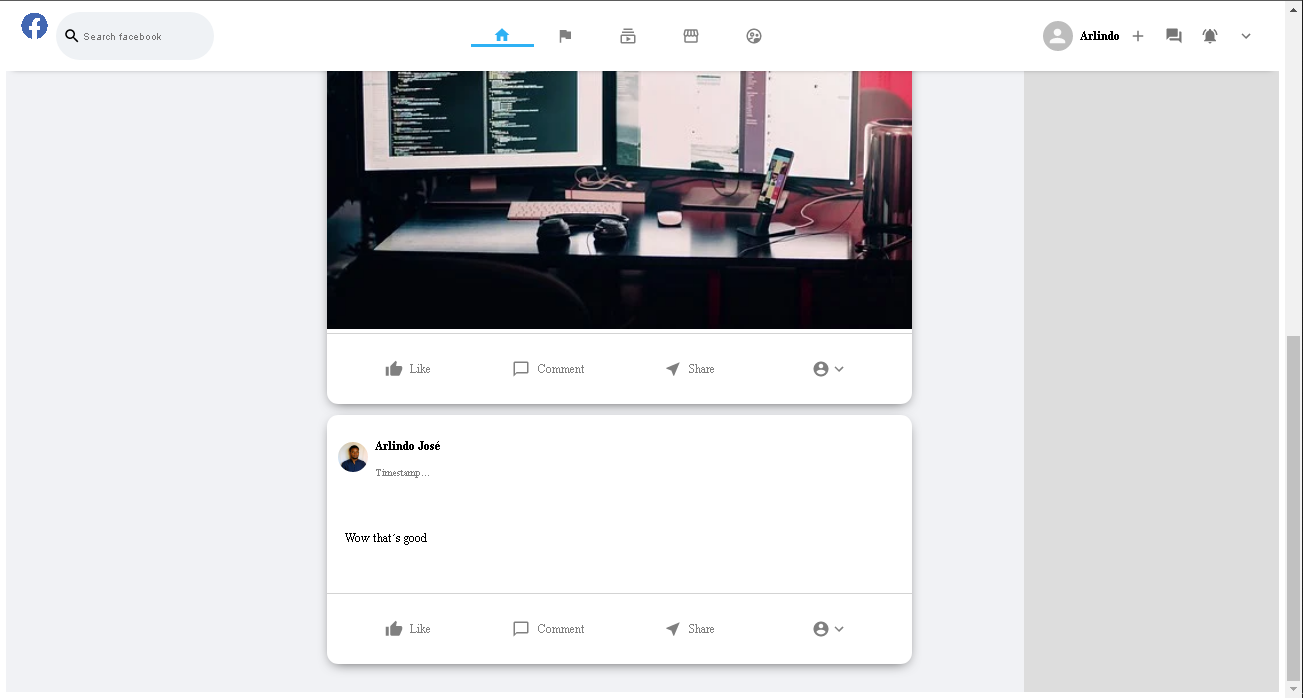 Search facebook
Arlindo
Like
Comment
Share
Arlindo José
Timestamp...
Wow that´s good
Like
Comment
Share